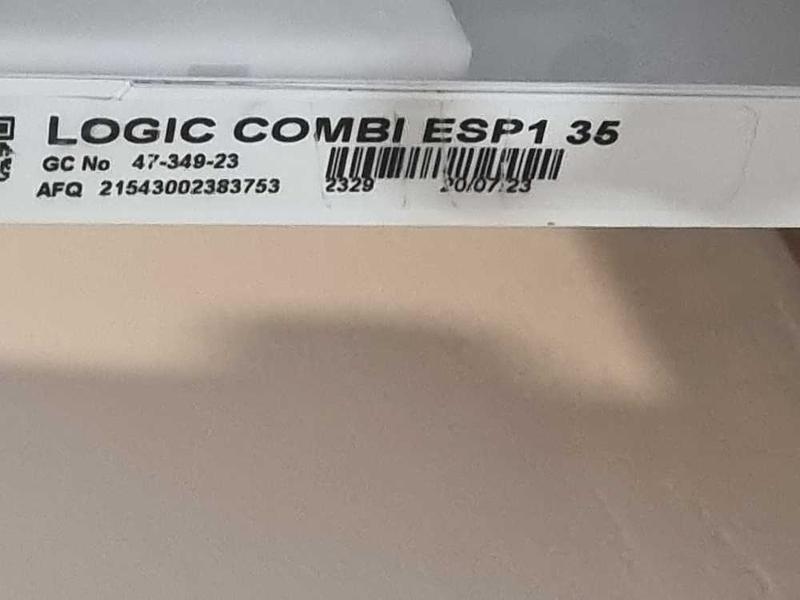 LOGIC COMBI ESP1 35
GC No 47-349-23
AFQ 21543002383753 2329 20/07/23